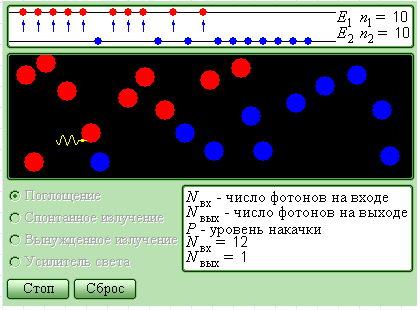 E₁ n₁ = 10
E₂ n₂ = 10
Поглощение
Спонтанное излучение
Вынужденное излучение
Усилитель света
Стоп
Сброс
Nвх - число фотонов на входе
Nвых - число фотонов на выходе
P - уровень накачки
Nвх = 12
Nвых = 1